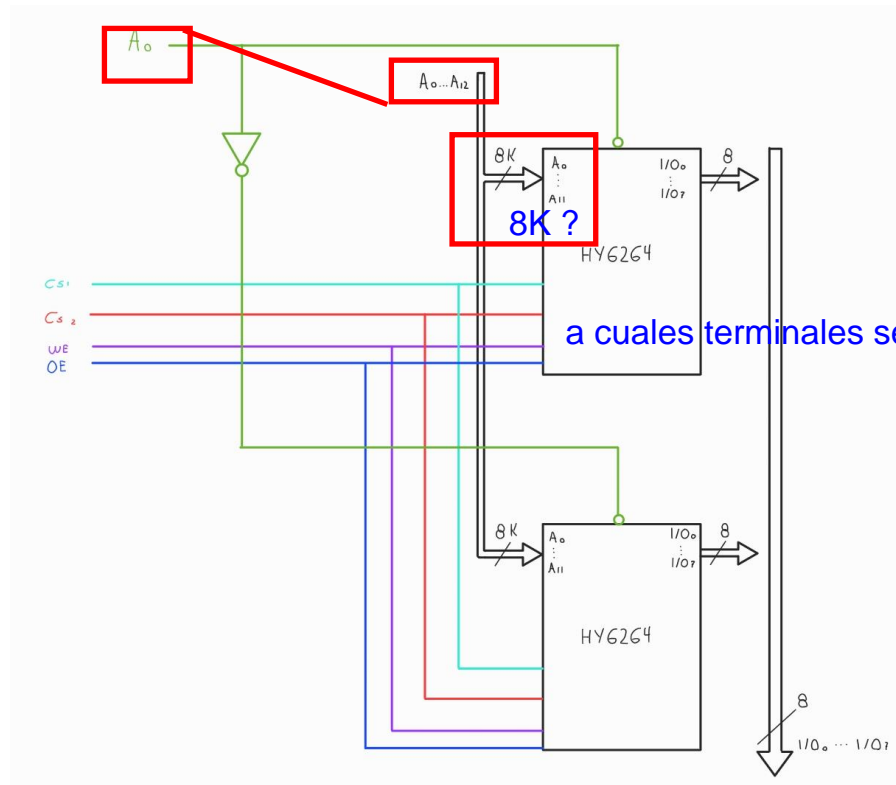 A₀
A₀...A₁₂
8K
A₀
⋮
A₁₁
I/O₀
⋮
I/O₇
8
8K ?
HY6264
CS₁
CS₂
WE
OE
a cuales terminales se
8K
A₀
⋮
A₁₁
I/O₀
⋮
I/O₇
8
HY6264
8
I/O₀ ... I/O₇